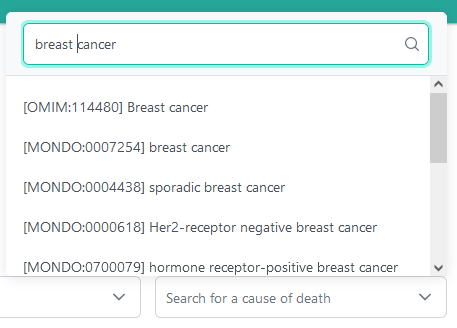 breast cancer
[OMIM:114480] Breast cancer
[MONDO:0007254] breast cancer
[MONDO:0004438] sporadic breast cancer
[MONDO:0000618] Her2-receptor negative breast cancer
[MONDO:0700079] hormone receptor-positive breast cancer
Search for a cause of death